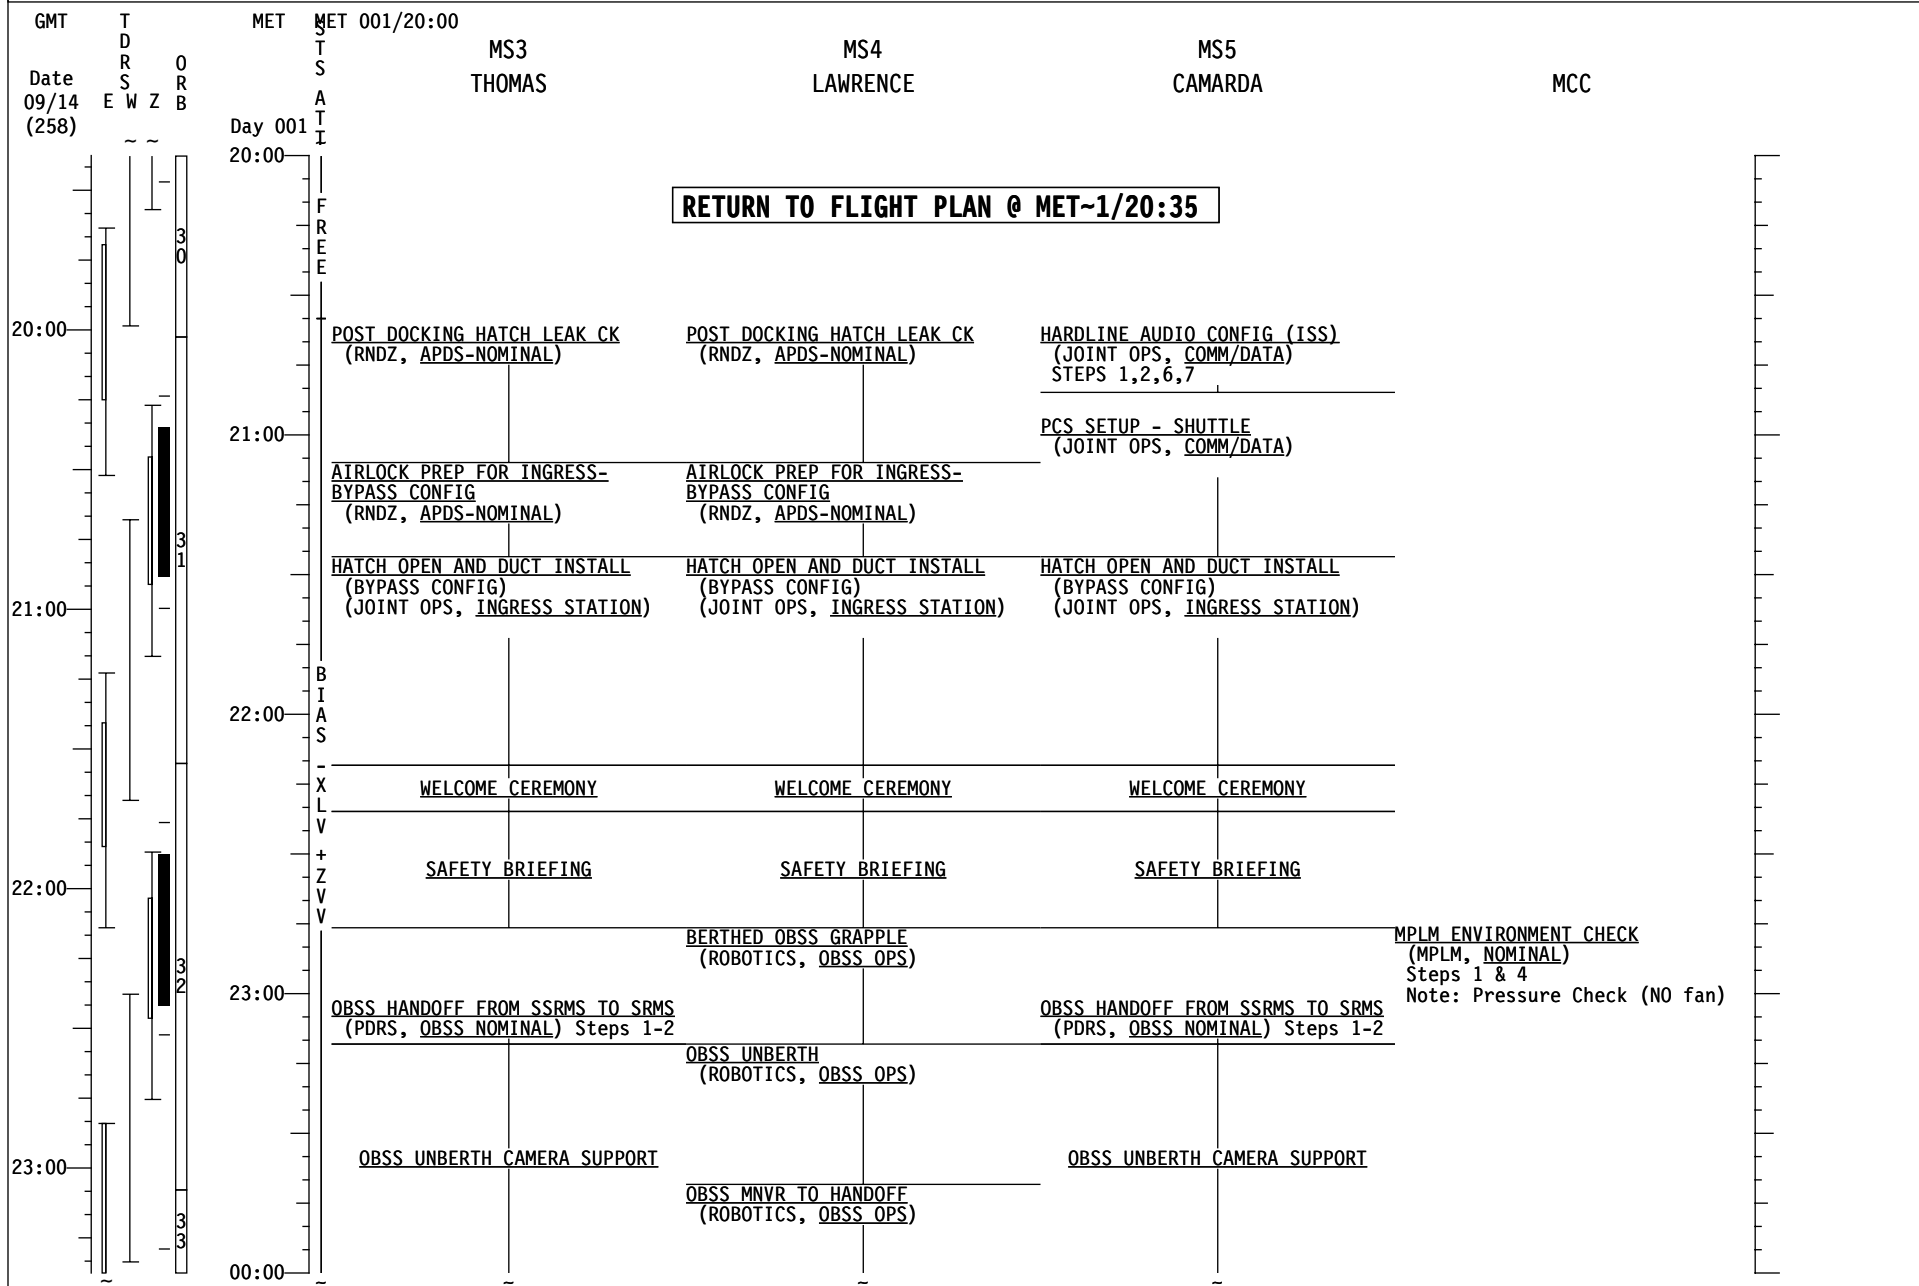 GMT
TDRS
MET
MET 001/20:00
STS ATT
MS3
MS4
MS5
THOMAS
LAWRENCE
CAMARDA
MCC
Date
09/14
(258)
E W Z
ORB
Day 001
~ ~
~
20:00
RETURN TO FLIGHT PLAN @ MET~1/20:35
FREE
30
20:00
POST DOCKING HATCH LEAK CK
(RNDZ, APDS-NOMINAL)
POST DOCKING HATCH LEAK CK
(RNDZ, APDS-NOMINAL)
HARDLINE AUDIO CONFIG (ISS)
(JOINT OPS, COMM/DATA)
STEPS 1,2,6,7
21:00
PCS SETUP - SHUTTLE
(JOINT OPS, COMM/DATA)
AIRLOCK PREP FOR INGRESS-
BYPASS CONFIG
(RNDZ, APDS-NOMINAL)
AIRLOCK PREP FOR INGRESS-
BYPASS CONFIG
(RNDZ, APDS-NOMINAL)
31
HATCH OPEN AND DUCT INSTALL
(BYPASS CONFIG)
(JOINT OPS, INGRESS STATION)
HATCH OPEN AND DUCT INSTALL
(BYPASS CONFIG)
(JOINT OPS, INGRESS STATION)
HATCH OPEN AND DUCT INSTALL
(BYPASS CONFIG)
(JOINT OPS, INGRESS STATION)
21:00
BIAS
22:00
-XLV
+ZVV
WELCOME CEREMONY
WELCOME CEREMONY
WELCOME CEREMONY
SAFETY BRIEFING
SAFETY BRIEFING
SAFETY BRIEFING
22:00
BERTHED OBSS GRAPPLE
(ROBOTICS, OBSS OPS)
MPLM ENVIRONMENT CHECK
(MPLM, NOMINAL)
Steps 1 & 4
Note: Pressure Check (NO fan)
32
23:00
OBSS HANDOFF FROM SSRMS TO SRMS
(PDRS, OBSS NOMINAL) Steps 1-2
OBSS HANDOFF FROM SSRMS TO SRMS
(PDRS, OBSS NOMINAL) Steps 1-2
OBSS UNBERTH
(ROBOTICS, OBSS OPS)
OBSS UNBERTH CAMERA SUPPORT
OBSS UNBERTH CAMERA SUPPORT
23:00
OBSS MNVR TO HANDOFF
(ROBOTICS, OBSS OPS)
33
00:00
~ ~ ~ ~ ~